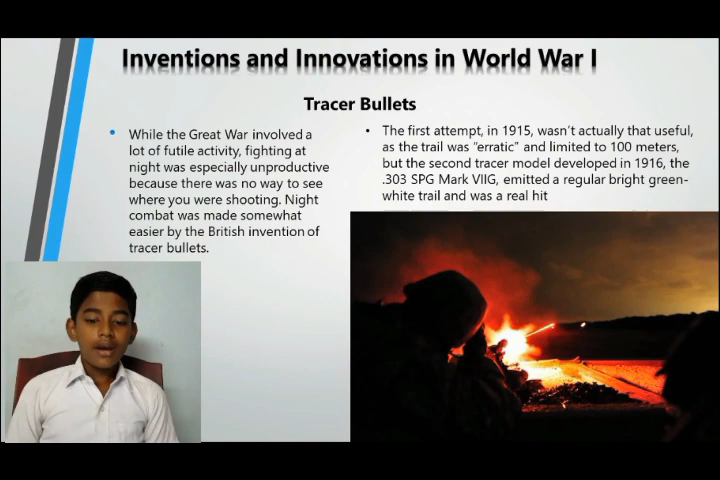 Inventions and Innovations in World War I
Tracer Bullets
• While the Great War involved a
lot of futile activity, fighting at
night was especially unproductive
because there was no way to see
where you were shooting. Night
combat was made somewhat
easier by the British invention of
tracer bullets.
• The first attempt, in 1915, wasn't actually that useful,
as the trail was "erratic" and limited to 100 meters,
but the second tracer model developed in 1916, the
.303 SPG Mark VIIG, emitted a regular bright green-
white trail and was a real hit